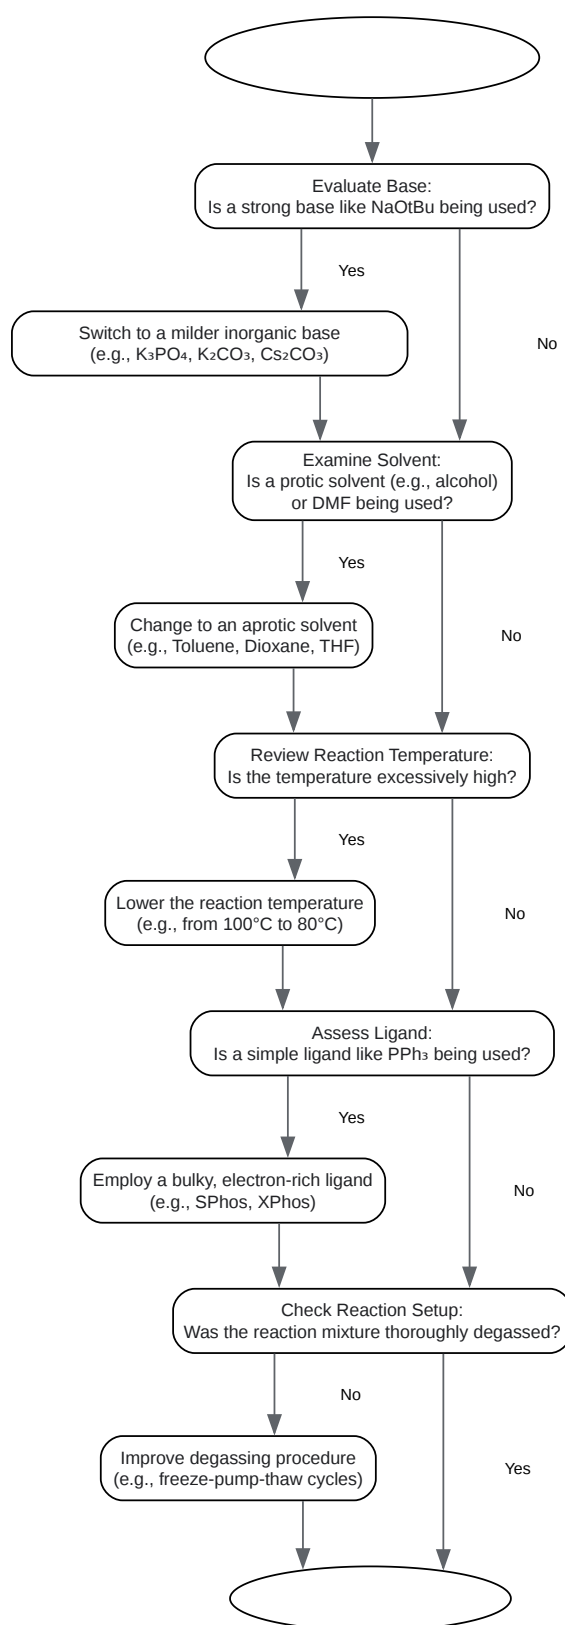 Evaluate Base:
Is a strong base like NaOtBu being used?
Yes
Switch to a milder inorganic base
(e.g., K₃PO₄, K₂CO₃, Cs₂CO₃)
No
Examine Solvent:
Is a protic solvent (e.g., alcohol)
or DMF being used?
Yes
Change to an aprotic solvent
(e.g., Toluene, Dioxane, THF)
No
Review Reaction Temperature:
Is the temperature excessively high?
Yes
Lower the reaction temperature
(e.g., from 100°C to 80°C)
No
Assess Ligand:
Is a simple ligand like PPh₃ being used?
Yes
Employ a bulky, electron-rich ligand
(e.g., SPhos, XPhos)
No
Check Reaction Setup:
Was the reaction mixture thoroughly degassed?
No
Improve degassing procedure
(e.g., freeze-pump-thaw cycles)
Yes